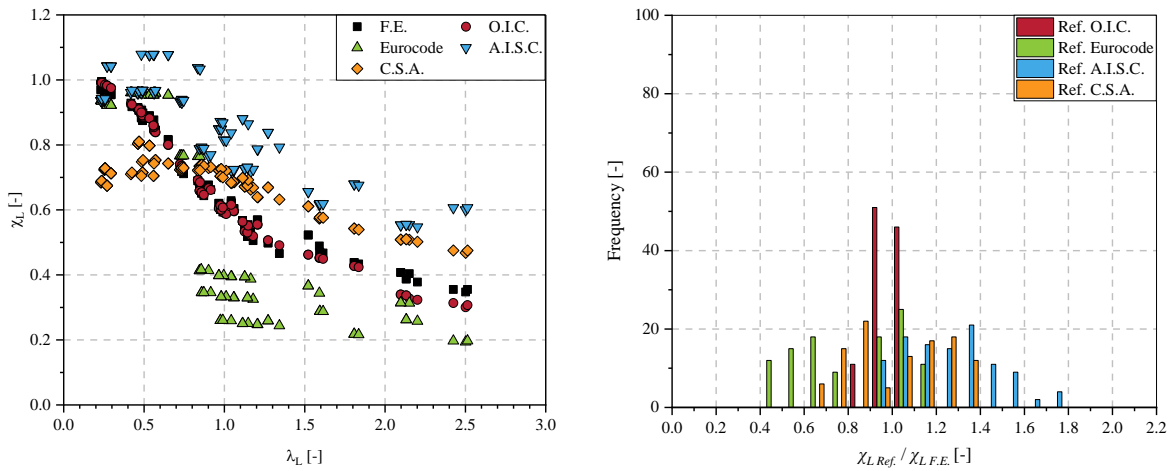 1.2
1.0
0.8
0.6
0.4
0.2
0.0
χL [-]
F.E.
O.I.C.
Eurocode
A.I.S.C.
C.S.A.
0.0 0.5 1.0 1.5 2.0 2.5 3.0
λL [-]
100
80
60
40
20
0
Frequency [-]
Ref. O.I.C.
Ref. Eurocode
Ref. A.I.S.C.
Ref. C.S.A.
0.0 0.2 0.4 0.6 0.8 1.0 1.2 1.4 1.6 1.8 2.0 2.2
χL Ref. / χL F.E. [-]